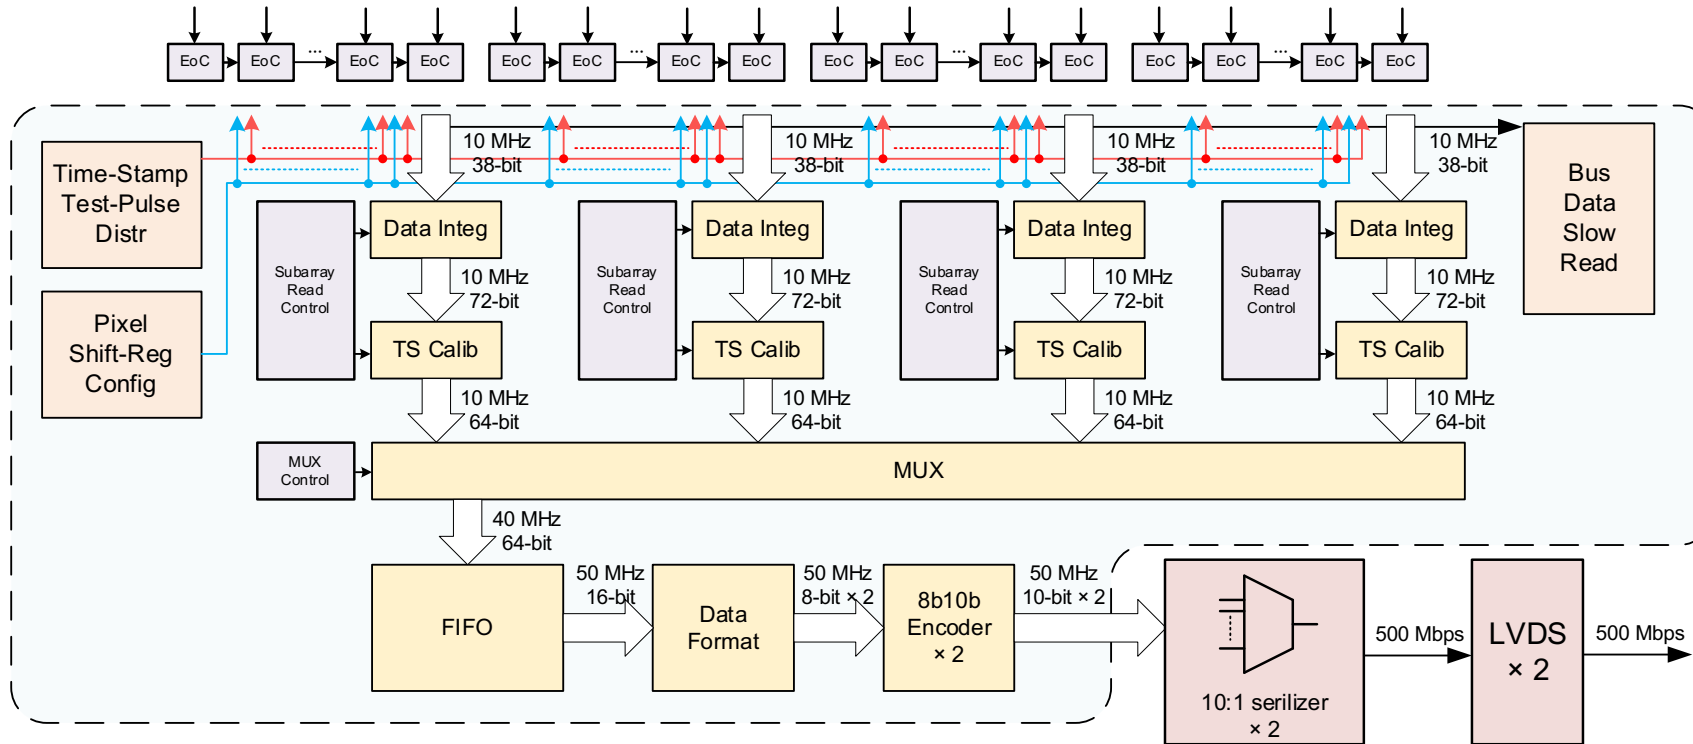 EoC EoC ... EoC EoC EoC EoC ... EoC EoC EoC EoC ... EoC EoC EoC EoC ... EoC EoC
10 MHz
38-bit
10 MHz
38-bit
10 MHz
38-bit
10 MHz
38-bit
Time-Stamp
Test-Pulse
Distr
Bus
Data
Slow
Read
Pixel
Shift-Reg
Config
Subarray
Read
Control
Data Integ
10 MHz
72-bit
TS Calib
10 MHz
64-bit
Subarray
Read
Control
Data Integ
10 MHz
72-bit
TS Calib
10 MHz
64-bit
Subarray
Read
Control
Data Integ
10 MHz
72-bit
TS Calib
10 MHz
64-bit
Subarray
Read
Control
Data Integ
10 MHz
72-bit
TS Calib
10 MHz
64-bit
MUX
Control
MUX
40 MHz
64-bit
FIFO
50 MHz
16-bit
Data
Format
50 MHz
8-bit × 2
8b10b
Encoder
× 2
50 MHz
10-bit × 2
10:1 serilizer
× 2
500 Mbps
LVDS
× 2
500 Mbps